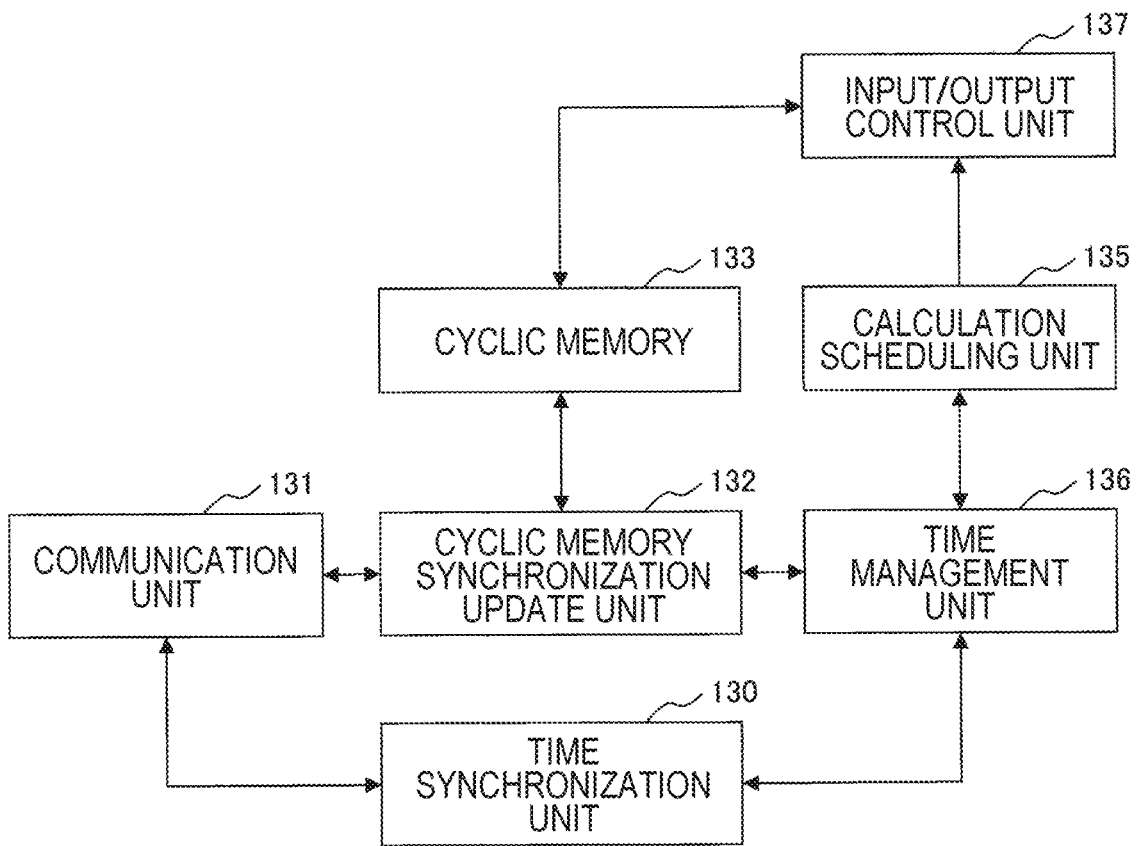 137
INPUT/OUTPUT
CONTROL UNIT
133
CYCLIC MEMORY
135
CALCULATION
SCHEDULING UNIT
131
COMMUNICATION
UNIT
132
CYCLIC MEMORY
SYNCHRONIZATION
UPDATE UNIT
136
TIME
MANAGEMENT
UNIT
130
TIME
SYNCHRONIZATION
UNIT